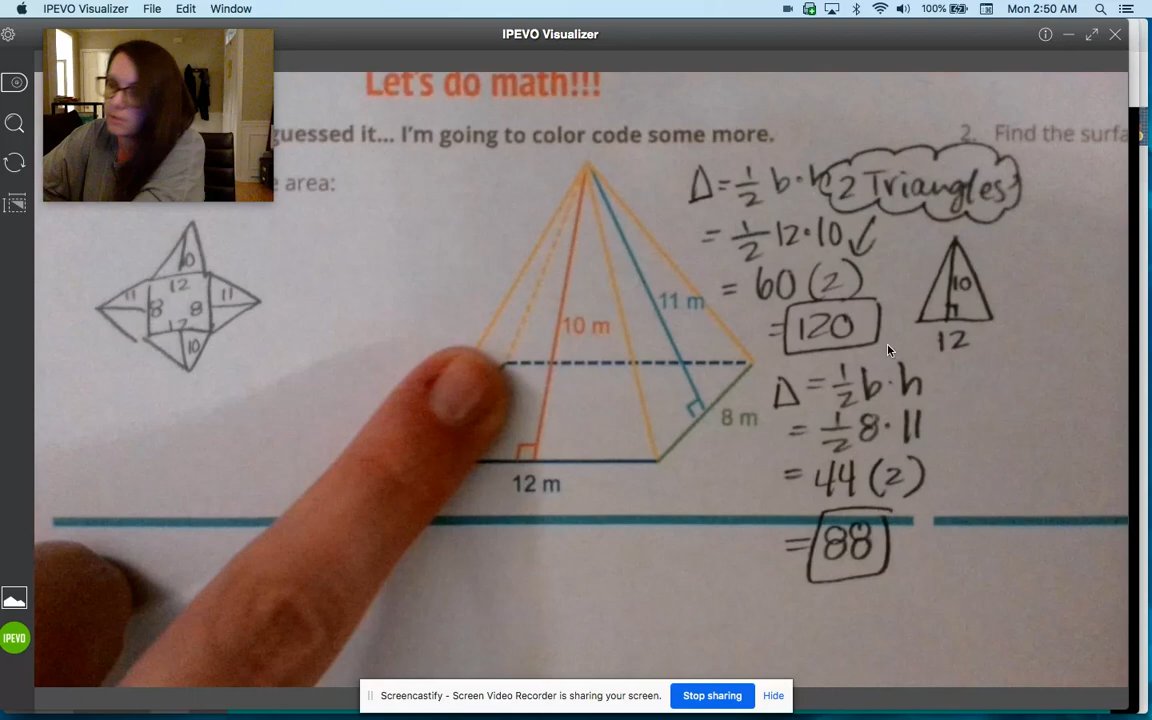 IPEVO Visualizer File Edit Window 100% Mon 2:50 AM
IPEVO Visualizer
Let's do math!!!
guessed it... I'm going to color code some more.
2. Find the surfa
e area:
Δ = 1/2 b·h
2 Triangles
= 1/2 12·10
= 60 (2)
= 120
10
12
Δ = 1/2 b·h
= 1/2 8·11
= 44 (2)
= 88
10
12
11
8
8
11
12
10
10 m
11 m
8 m
12 m
IPEVO
Screencastify - Screen Video Recorder is sharing your screen. Stop sharing Hide